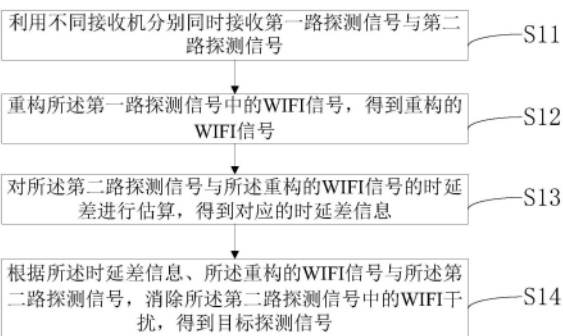 利用不同接收机分别同时接收第一路探测信号与第二
路探测信号
S11
重构所述第一路探测信号中的WIFI信号，得到重构的
WIFI信号
S12
对所述第二路探测信号与所述重构的WIFI信号的时延
差进行估算，得到对应的时延差信息
S13
根据所述时延差信息、所述重构的WIFI信号与所述第
二路探测信号，消除所述第二路探测信号中的WIFI干
扰，得到目标探测信号
S14